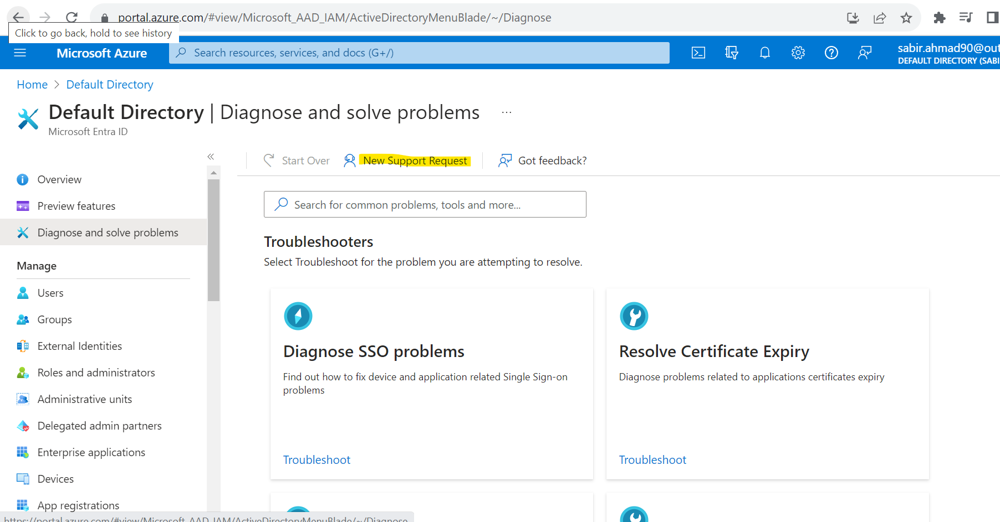 portal.azure.com/#view/Microsoft_AAD_IAM/ActiveDirectoryMenuBlade/~/Diagnose
Click to go back, hold to see history
Microsoft Azure
Search resources, services, and docs (G+/)
sabir.ahmad90@out
DEFAULT DIRECTORY (SABI
Home > Default Directory
Default Directory | Diagnose and solve problems ...
Microsoft Entra ID
«
Start Over
New Support Request
Got feedback?
Overview
Preview features
Diagnose and solve problems
Manage
Users
Groups
External Identities
Roles and administrators
Administrative units
Delegated admin partners
Enterprise applications
Devices
App registrations
Search for common problems, tools and more...
Troubleshooters
Select Troubleshoot for the problem you are attempting to resolve.
Diagnose SSO problems
Find out how to fix device and application related Single Sign-on
problems
Troubleshoot
Resolve Certificate Expiry
Diagnose problems related to applications certificates expiry
Troubleshoot
https://portal.azure.com/#view/Microsoft_AAD_IAM/ActiveDirectoryMenuBlade/~/Diagnose